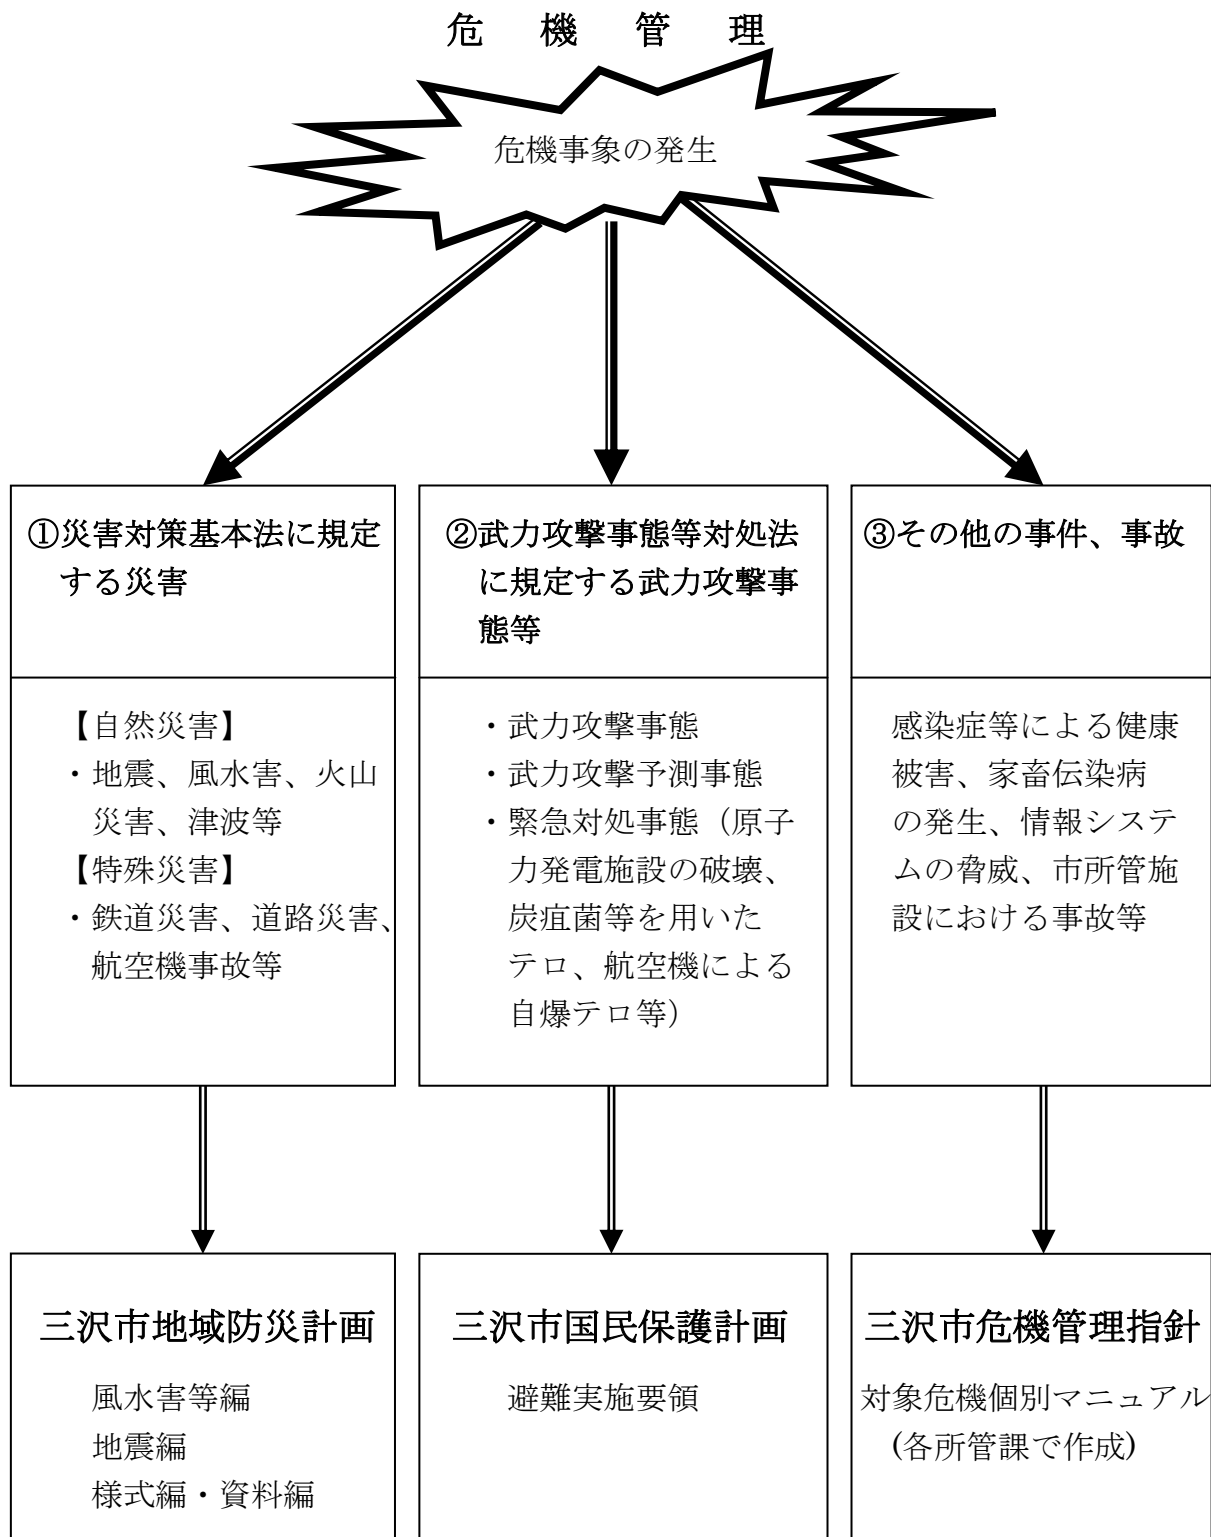 危機管理
危機事象の発生
①災害対策基本法に規定
する災害
【自然災害】
・地震、風水害、火山
災害、津波等
【特殊災害】
・鉄道災害、道路災害、
航空機事故等
三沢市地域防災計画
風水害等編
地震編
様式編・資料編
②武力攻撃事態等対処法
に規定する武力攻撃事
態等
・武力攻撃事態
・武力攻撃予測事態
・緊急対処事態（原子
力発電施設の破壊、
炭疽菌等を用いた
テロ、航空機による
自爆テロ等）
三沢市国民保護計画
避難実施要領
③その他の事件、事故
感染症等による健康
被害、家畜伝染病
の発生、情報システ
ムの脅威、市所管施
設における事故等
三沢市危機管理指針
対象危機個別マニュアル
(各所管課で作成)